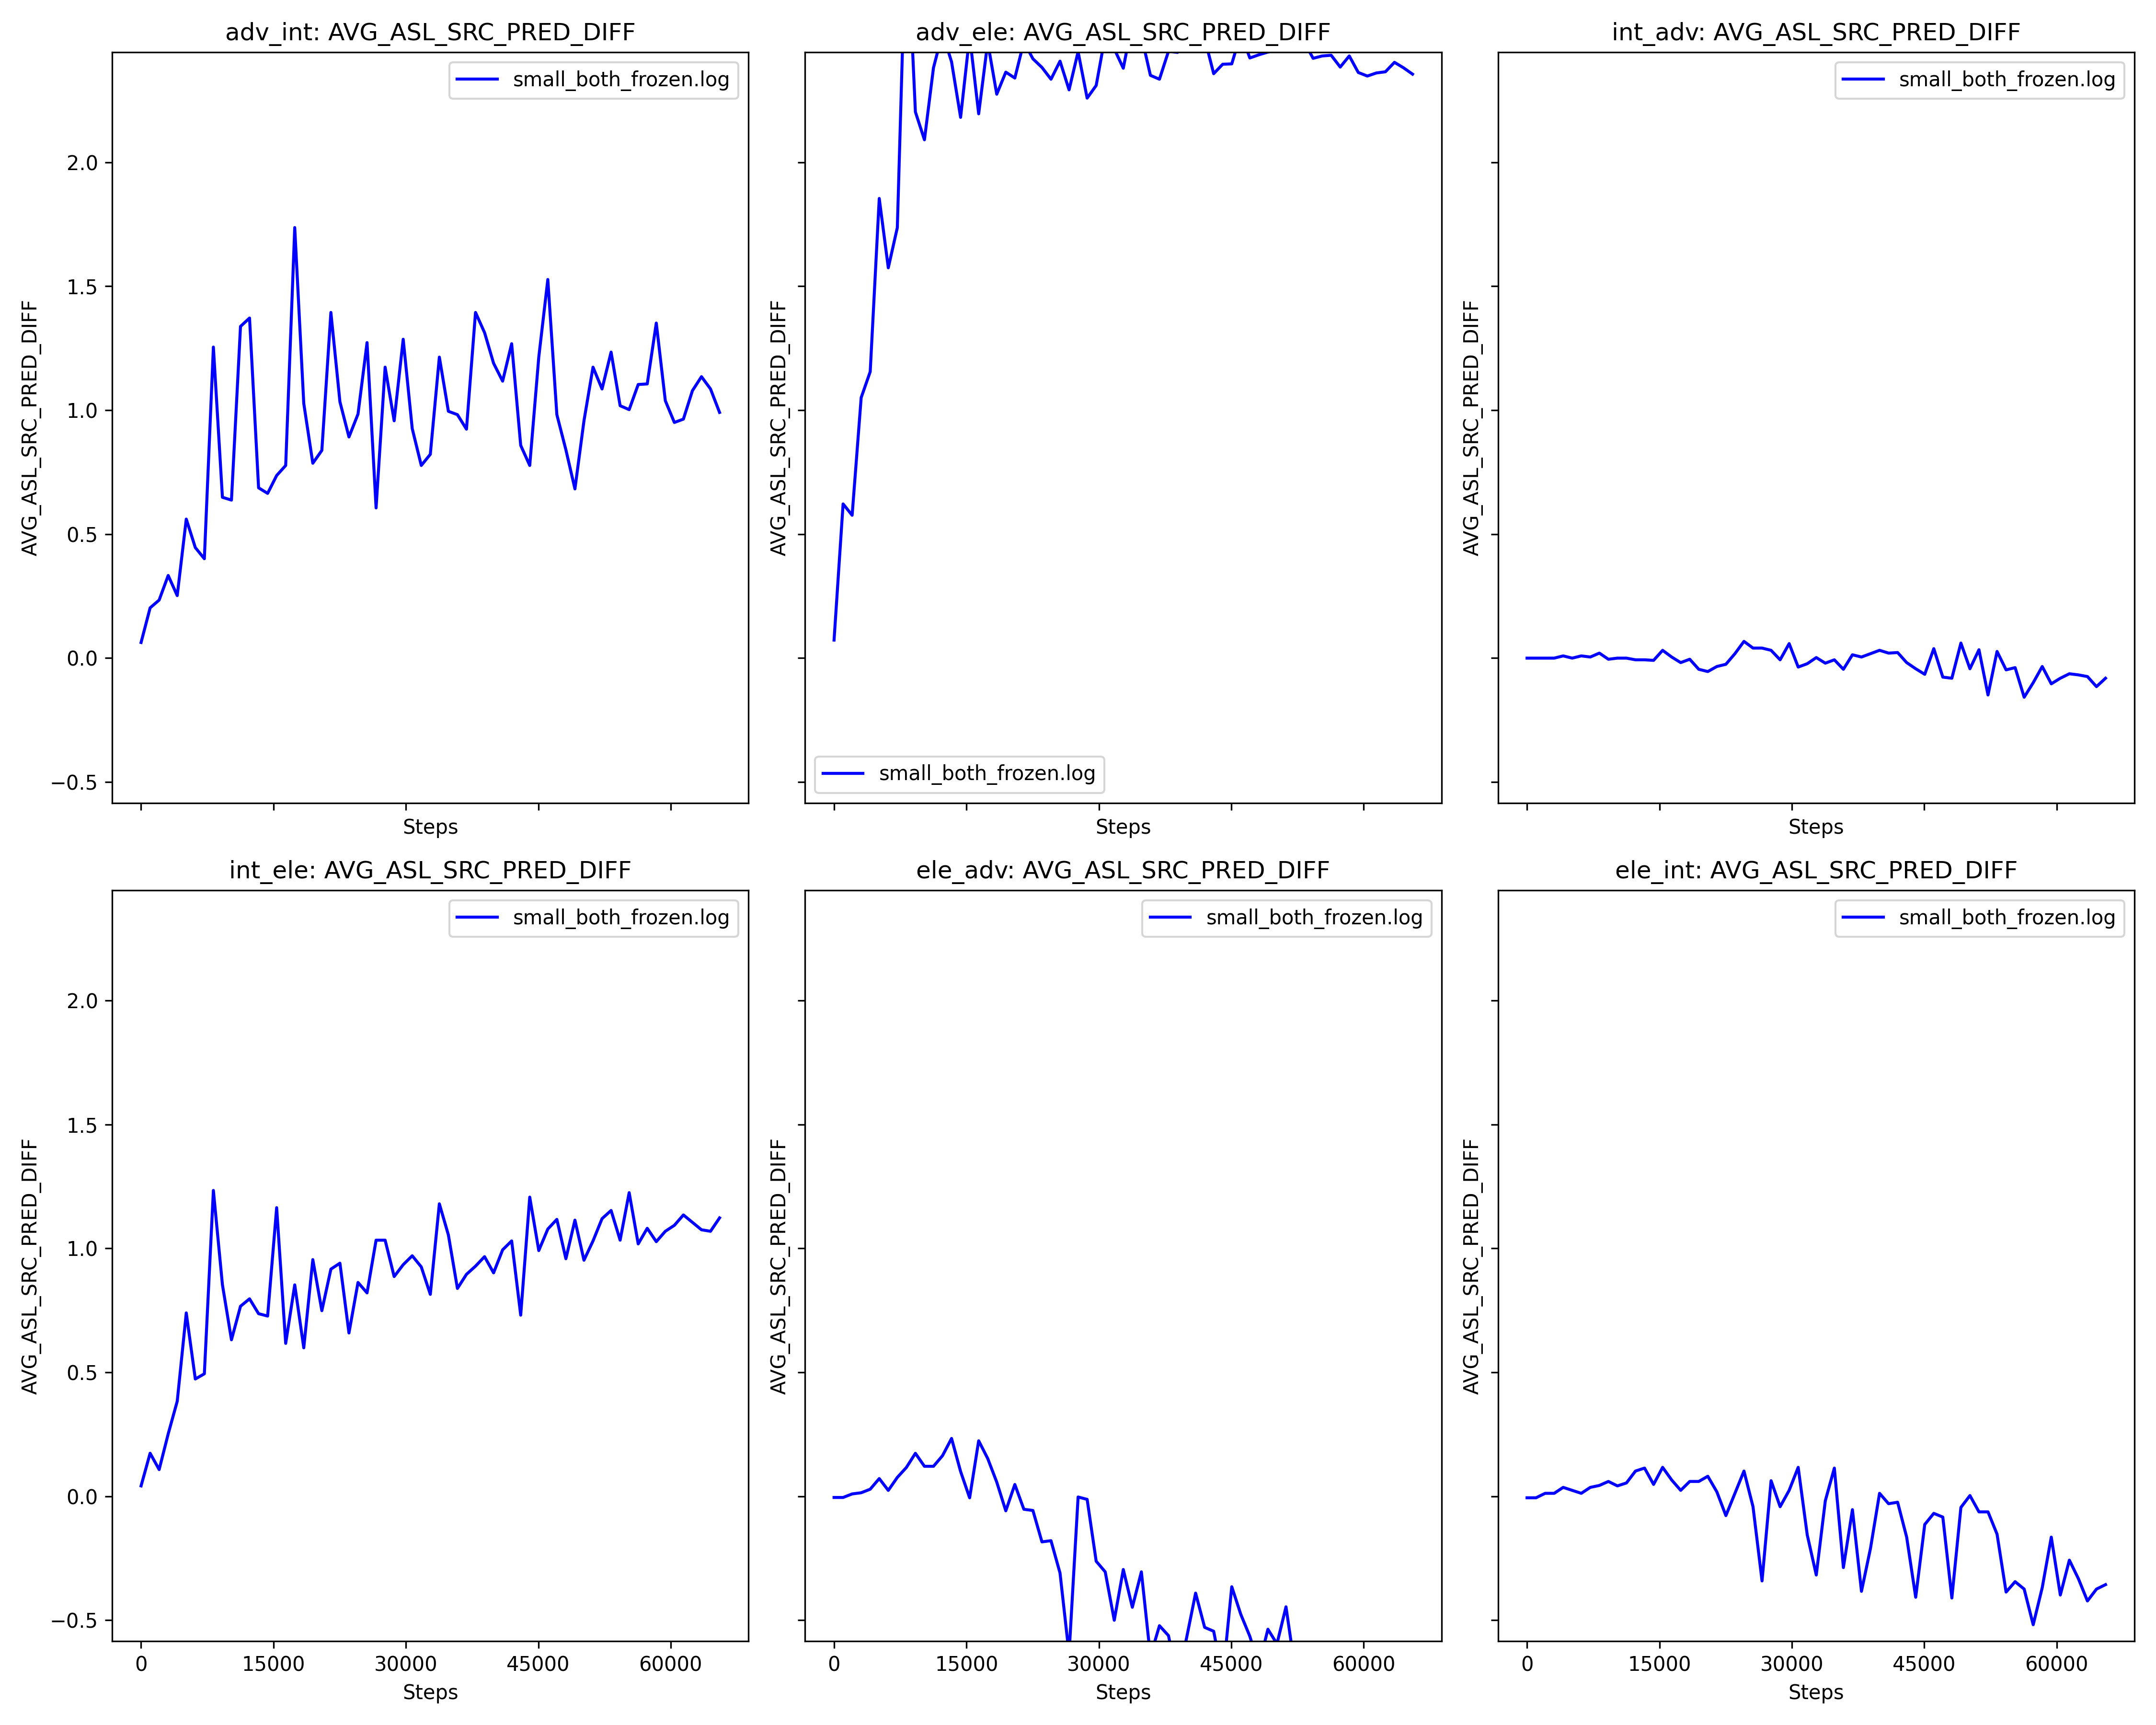 adv_int: AVG_ASL_SRC_PRED_DIFF
adv_ele: AVG_ASL_SRC_PRED_DIFF
int_adv: AVG_ASL_SRC_PRED_DIFF
small_both_frozen.log
small_both_frozen.log
small_both_frozen.log
AVG_ASL_SRC_PRED_DIFF
AVG_ASL_SRC_PRED_DIFF
AVG_ASL_SRC_PRED_DIFF
2.0
1.5
1.0
0.5
0.0
−0.5
Steps
Steps
Steps
int_ele: AVG_ASL_SRC_PRED_DIFF
ele_adv: AVG_ASL_SRC_PRED_DIFF
ele_int: AVG_ASL_SRC_PRED_DIFF
small_both_frozen.log
small_both_frozen.log
small_both_frozen.log
AVG_ASL_SRC_PRED_DIFF
AVG_ASL_SRC_PRED_DIFF
AVG_ASL_SRC_PRED_DIFF
2.0
1.5
1.0
0.5
0.0
−0.5
0 15000 30000 45000 60000
0 15000 30000 45000 60000
0 15000 30000 45000 60000
Steps
Steps
Steps